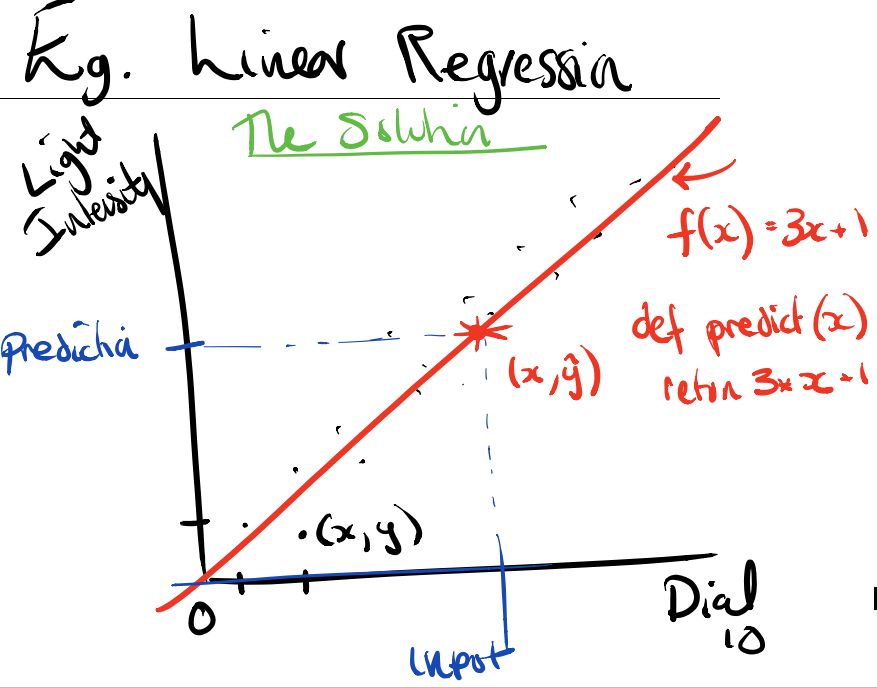 Eg. Linear Regression
The Solution
Light
Intensity
f(x) = 3x + 1
def predict(x)
return 3*x+1
Prediction
(x, ŷ)
(x, y)
0
Dial
10
Input